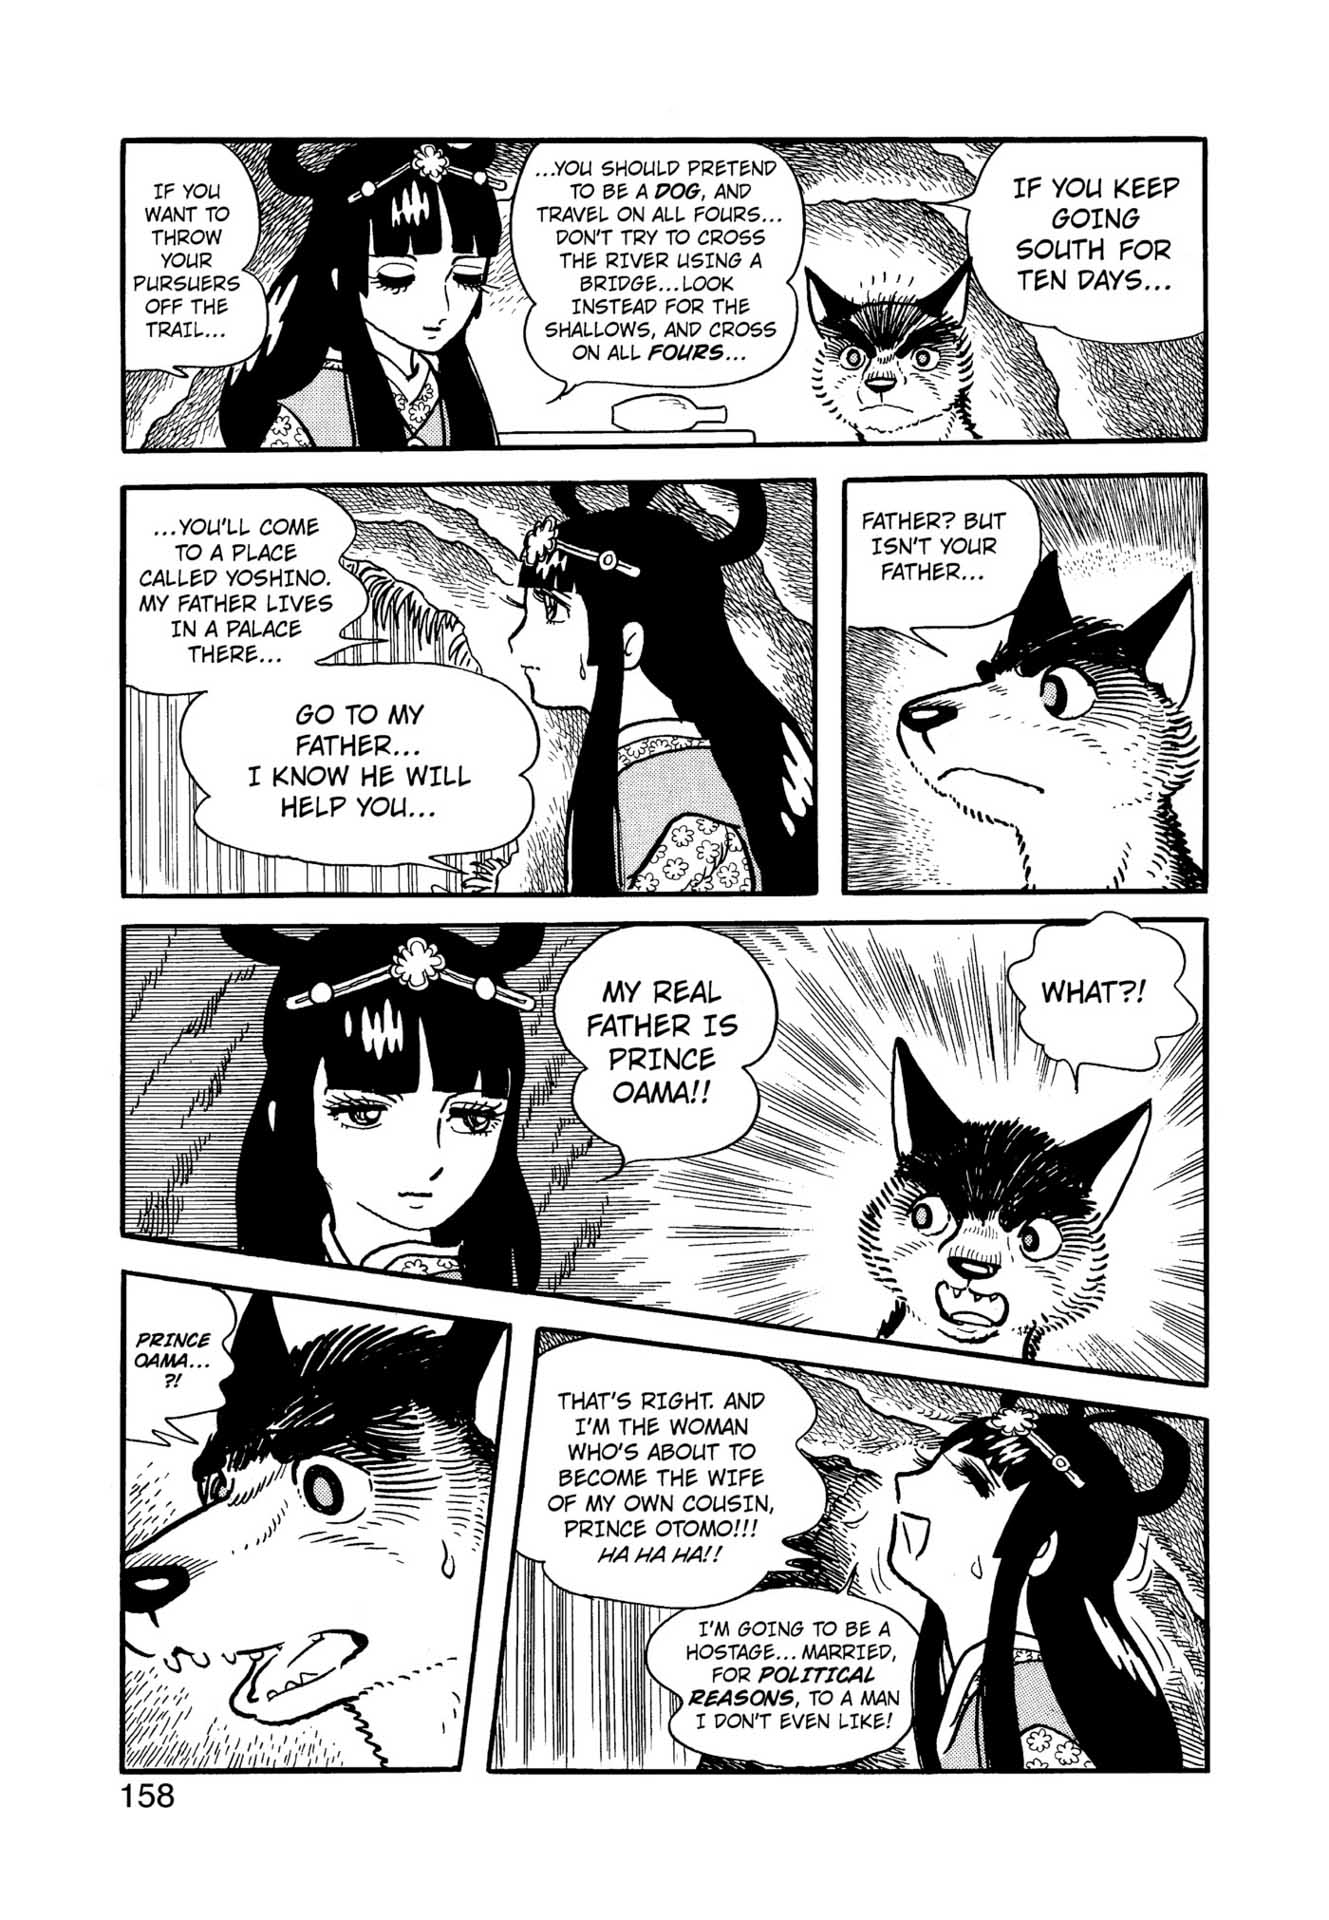 IF YOU
WANT TO
THROW
YOUR
PURSUERS
OFF THE
TRAIL...
...YOU SHOULD PRETEND
TO BE A DOG, AND
TRAVEL ON ALL FOURS...
DON'T TRY TO CROSS
THE RIVER USING A
BRIDGE...LOOK
INSTEAD FOR THE
SHALLOWS, AND CROSS
ON ALL FOURS...
IF YOU KEEP
GOING
SOUTH FOR
TEN DAYS...
...YOU'LL COME
TO A PLACE
CALLED YOSHINO.
MY FATHER LIVES
IN A PALACE
THERE...
GO TO MY
FATHER...
I KNOW HE WILL
HELP YOU...
FATHER? BUT
ISN'T YOUR
FATHER...
MY REAL
FATHER IS
PRINCE
OAMA!!
WHAT?!
PRINCE
OAMA...
?!
THAT'S RIGHT. AND
I'M THE WOMAN
WHO'S ABOUT TO
BECOME THE WIFE
OF MY OWN COUSIN,
PRINCE OTOMO!!!
HA HA HA!!
I'M GOING TO BE A
HOSTAGE... MARRIED,
FOR POLITICAL
REASONS, TO A MAN
I DON'T EVEN LIKE!
158